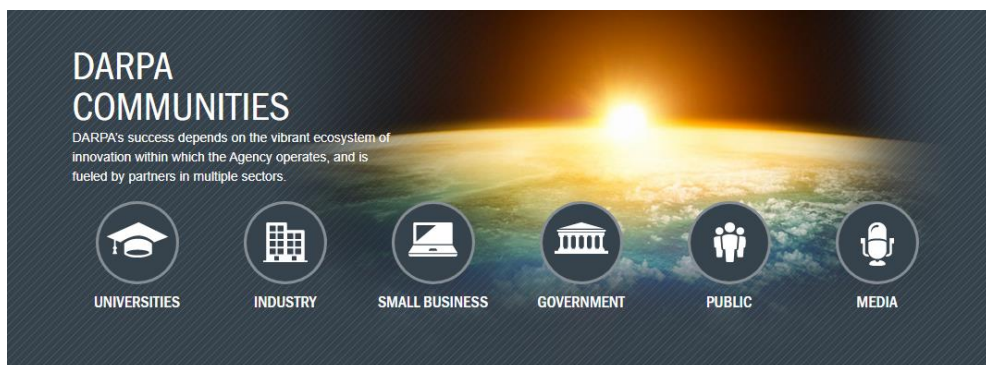 DARPA
COMMUNITIES
DARPA's success depends on the vibrant ecosystem of
innovation within which the Agency operates, and is
fueled by partners in multiple sectors.
UNIVERSITIES
INDUSTRY
SMALL BUSINESS
GOVERNMENT
PUBLIC
MEDIA